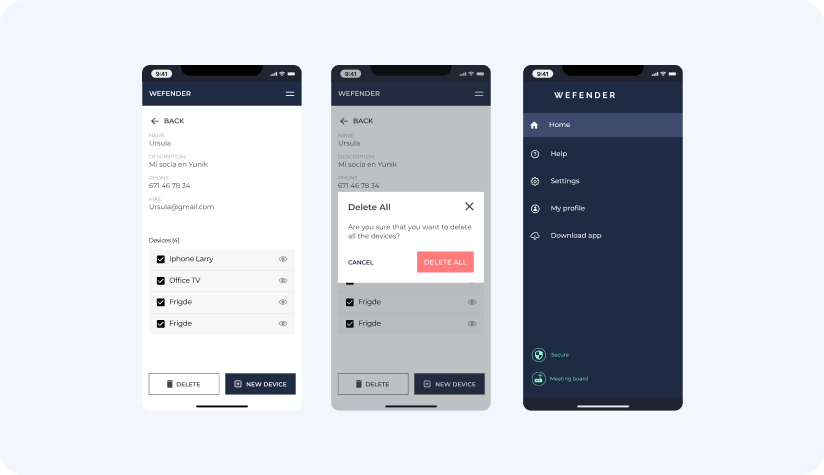 9:41
WEFENDER
BACK
NAME
Ursula
DESCRIPTION
Mi socia en Yunik
PHONE
671 46 78 34
MAIL
Ursula@gmail.com
Devices (4)
Iphone Larry
Office TV
Frigde
Frigde
DELETE
NEW DEVICE
9:41
WEFENDER
BACK
NAME
Ursula
DESCRIPTION
Mi socia en Yunik
PHONE
671 46 78 34
Delete All
Are you sure that you want to delete
all the devices?
CANCEL
DELETE ALL
Frigde
Frigde
DELETE
NEW DEVICE
9:41
WEFENDER
Home
Help
Settings
My profile
Download app
Secure
Meeting board